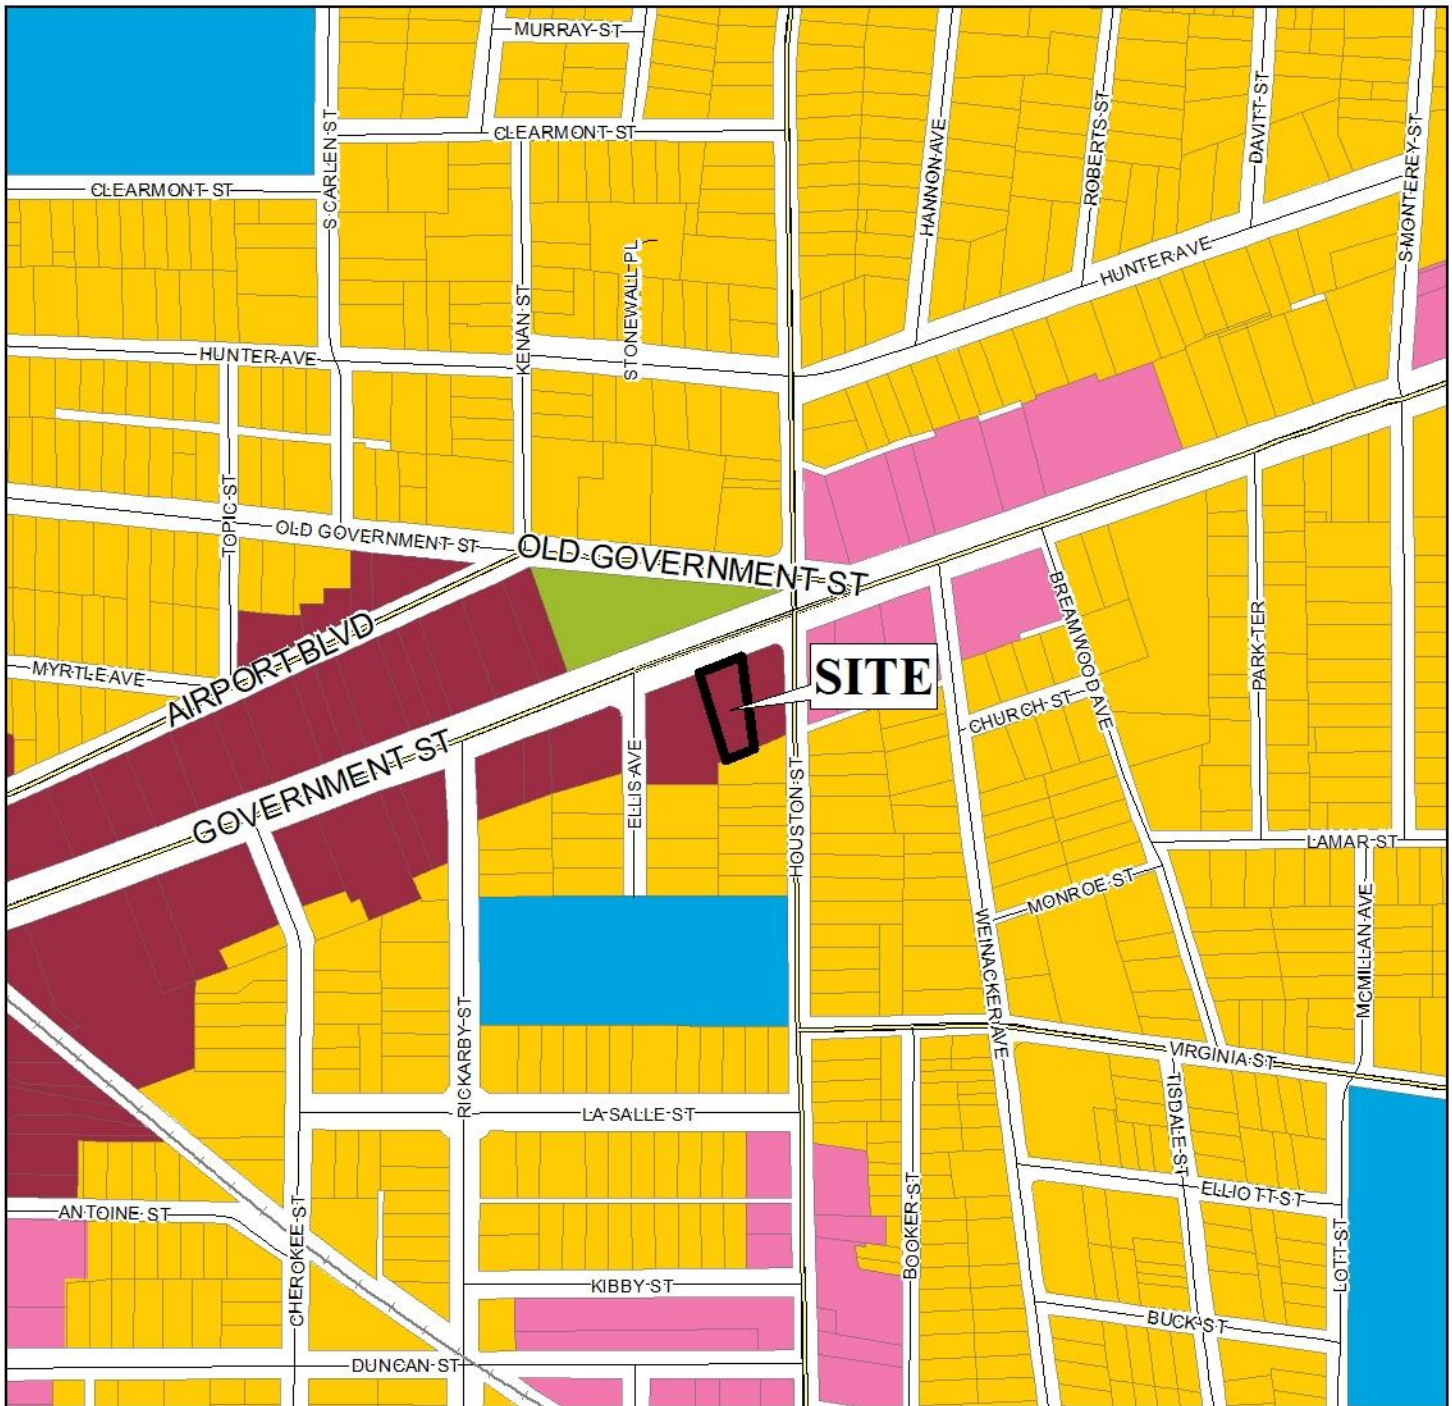 MURRAY ST
CLEARMONT ST
CLEARMONT ST
S CARLEN ST
HANNON AVE
ROBERTS ST
DAVITT ST
S MONTEREY ST
HUNTER AVE
STONEWALL PL
KENAN ST
HUNTER AVE
TOPIC ST
OLD GOVERNMENT ST
OLD GOVERNMENT ST
BREAMWOOD AVE
PARK TER
MYRTLE AVE
AIRPORT BLVD
SITE
CHURCH ST
GOVERNMENT ST
ELLIS AVE
HOUSTON ST
LAMAR ST
MONROE ST
MCMILLAN AVE
WEINACKER AVE
RICKARBY ST
VIRGINIA ST
LA SALLE ST
TISDALE ST
ELLIOTT ST
ANTOINE ST
CHEROKEE ST
BOOKER ST
LOTT ST
KIBBY ST
BUCK ST
DUNCAN ST